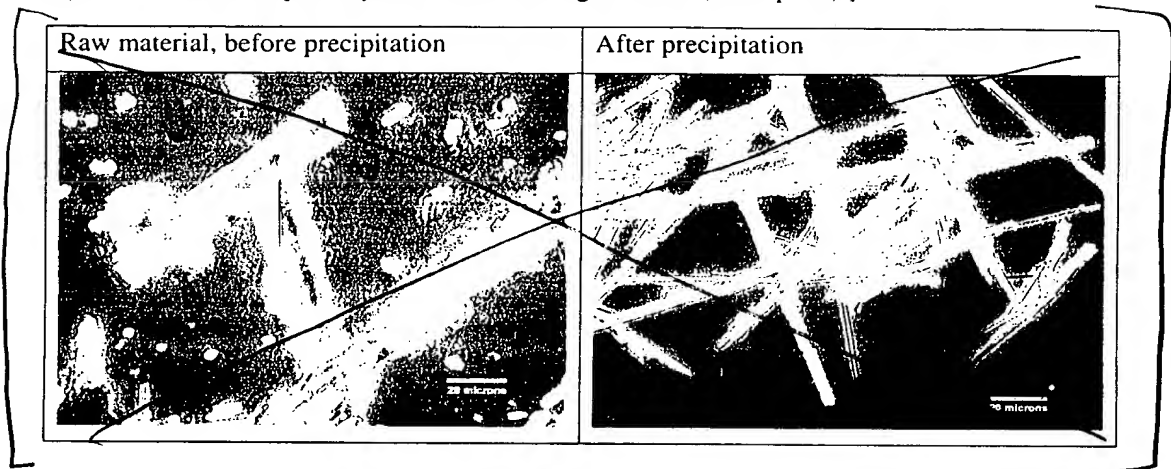 Raw material, before precipitation
After precipitation
20 microns
20 microns